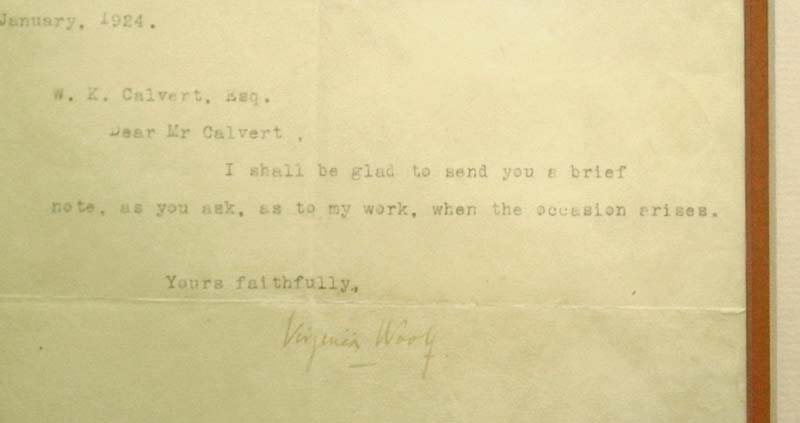 January, 1924.
W. K. Calvert, Esq.
Dear Mr Calvert,
I shall be glad to send you a brief
note, as you ask, as to my work, when the occasion arises.
Yours faithfully,
Virginia Woolf